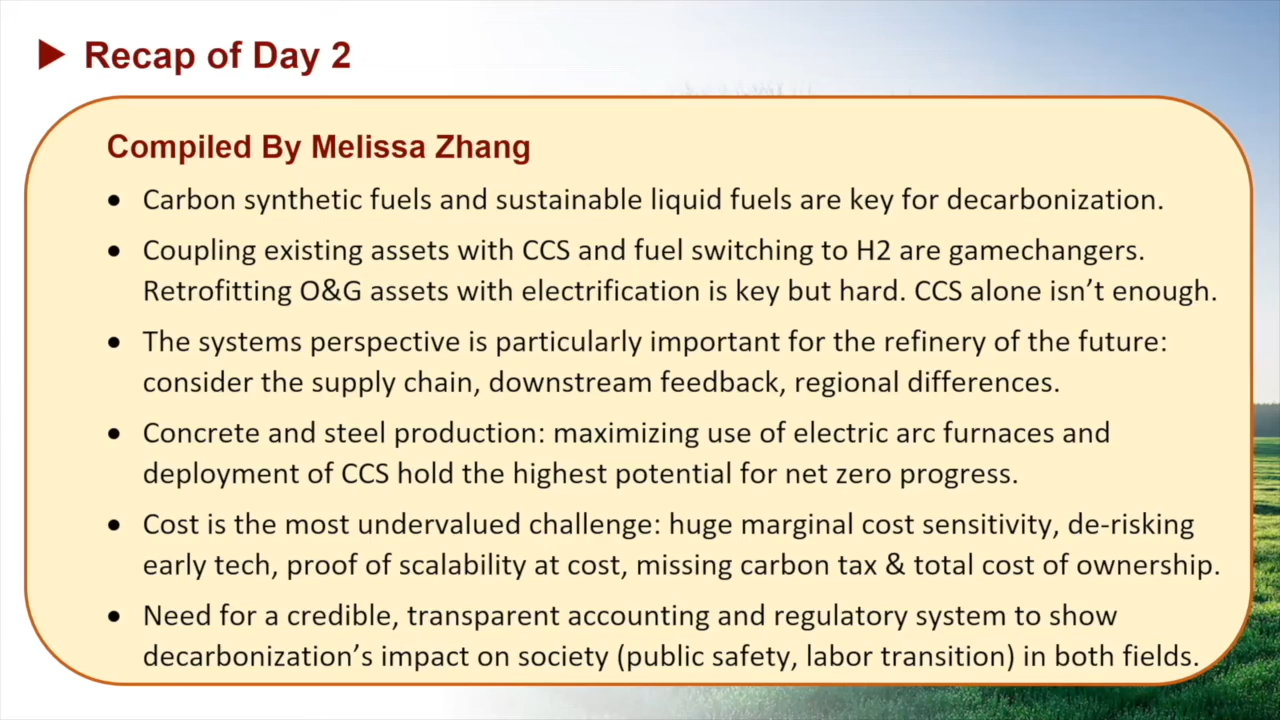 Recap of Day 2
Compiled By Melissa Zhang
• Carbon synthetic fuels and sustainable liquid fuels are key for decarbonization.
• Coupling existing assets with CCS and fuel switching to H2 are gamechangers.
Retrofitting O&G assets with electrification is key but hard. CCS alone isn’t enough.
• The systems perspective is particularly important for the refinery of the future:
consider the supply chain, downstream feedback, regional differences.
• Concrete and steel production: maximizing use of electric arc furnaces and
deployment of CCS hold the highest potential for net zero progress.
• Cost is the most undervalued challenge: huge marginal cost sensitivity, de-risking
early tech, proof of scalability at cost, missing carbon tax & total cost of ownership.
• Need for a credible, transparent accounting and regulatory system to show
decarbonization’s impact on society (public safety, labor transition) in both fields.